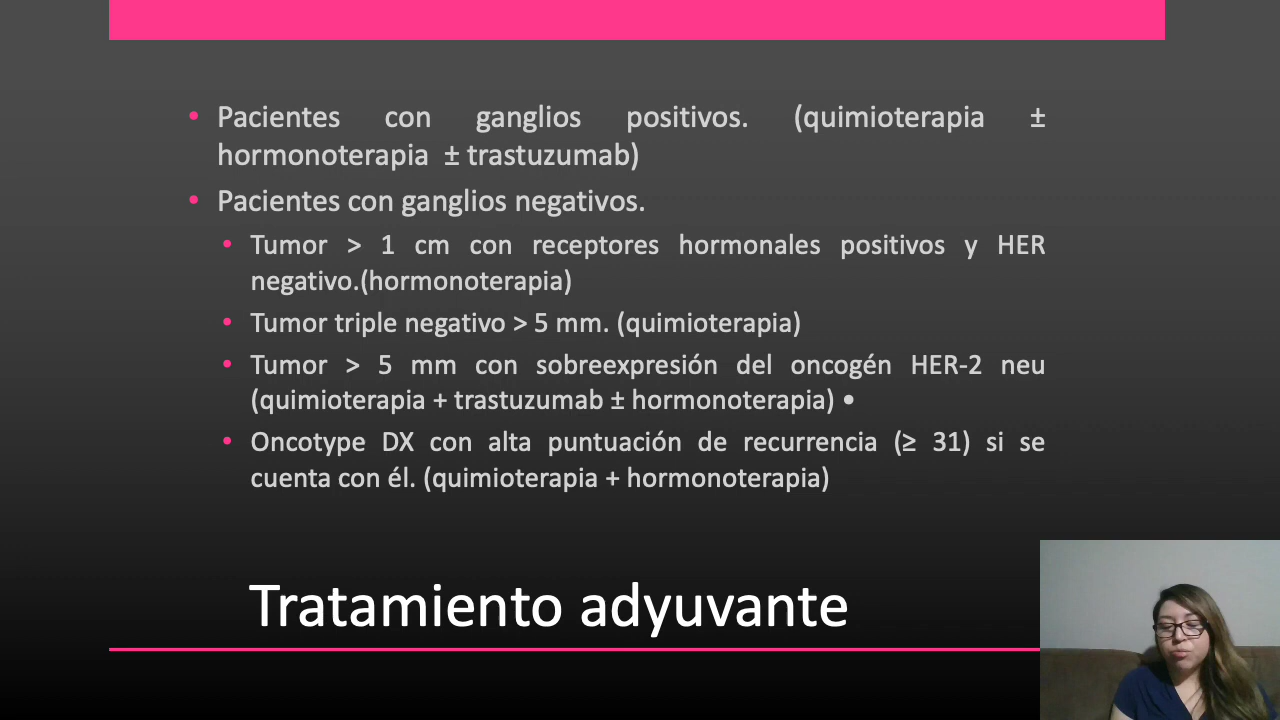 • Pacientes con ganglios positivos. (quimioterapia ±
hormonoterapia ± trastuzumab)
• Pacientes con ganglios negativos.
• Tumor > 1 cm con receptores hormonales positivos y HER
negativo.(hormonoterapia)
• Tumor triple negativo > 5 mm. (quimioterapia)
• Tumor > 5 mm con sobreexpresión del oncogén HER-2 neu
(quimioterapia + trastuzumab ± hormonoterapia) •
• Oncotype DX con alta puntuación de recurrencia (≥ 31) si se
cuenta con él. (quimioterapia + hormonoterapia)
Tratamiento adyuvante